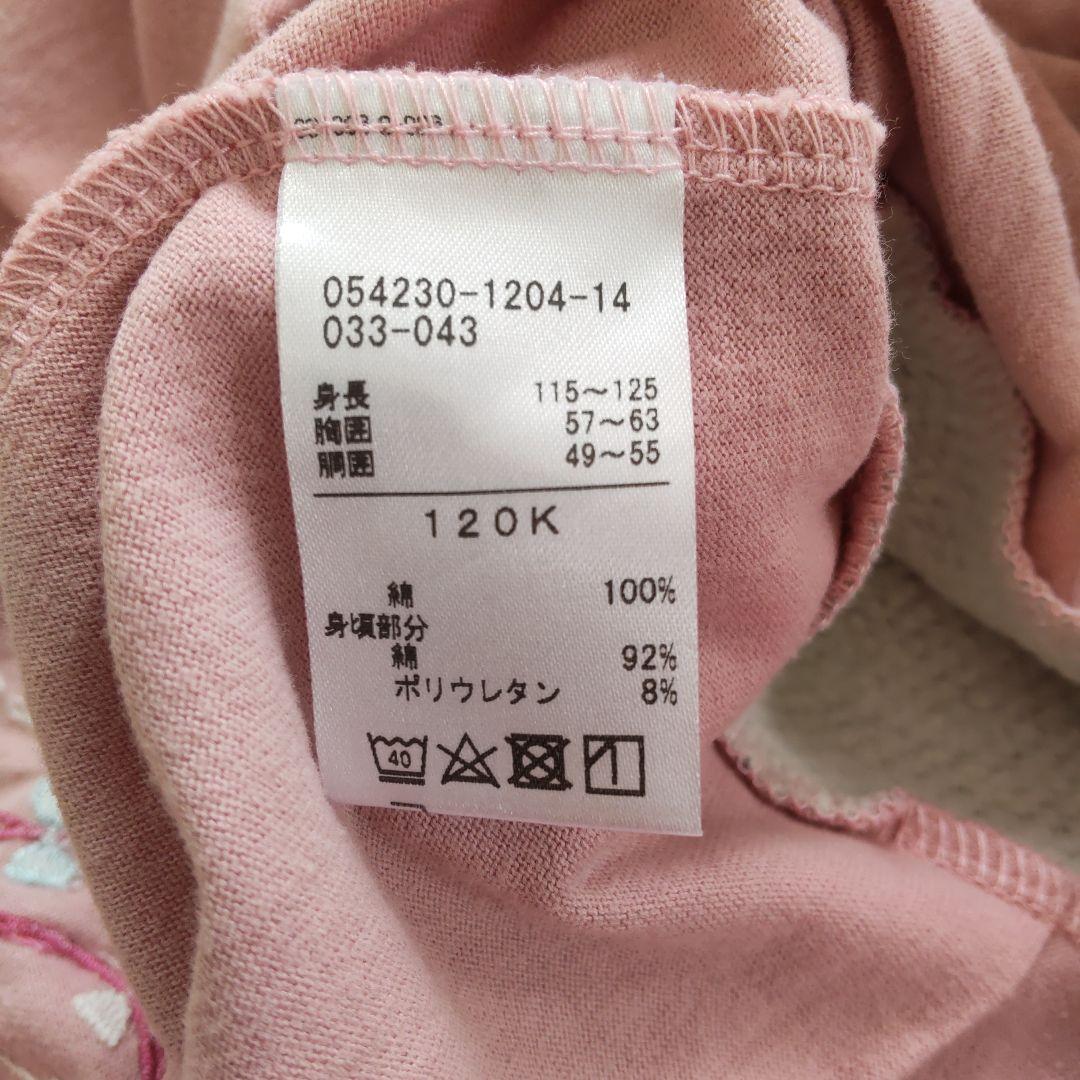 054230-1204-14
033-043
身長 115～125
胸囲 57～63
胴囲 49～55
120K
綿 100%
身頃部分
綿 92%
ポリウレタン 8%
40